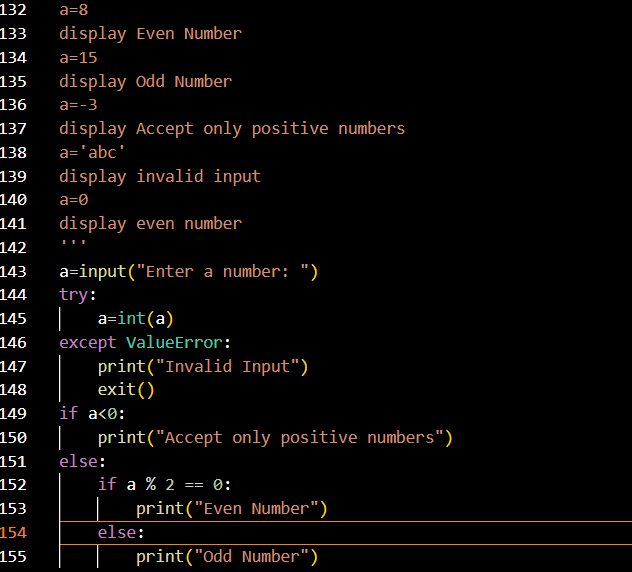 132 a=8
133 display Even Number
134 a=15
135 display Odd Number
136 a=-3
137 display Accept only positive numbers
138 a='abc'
139 display invalid input
140 a=0
141 display even number
142 '''
143 a=input("Enter a number: ")
144 try:
145     a=int(a)
146 except ValueError:
147     print("Invalid Input")
148     exit()
149 if a<0:
150     print("Accept only positive numbers")
151 else:
152     if a % 2 == 0:
153         print("Even Number")
154     else:
155         print("Odd Number")